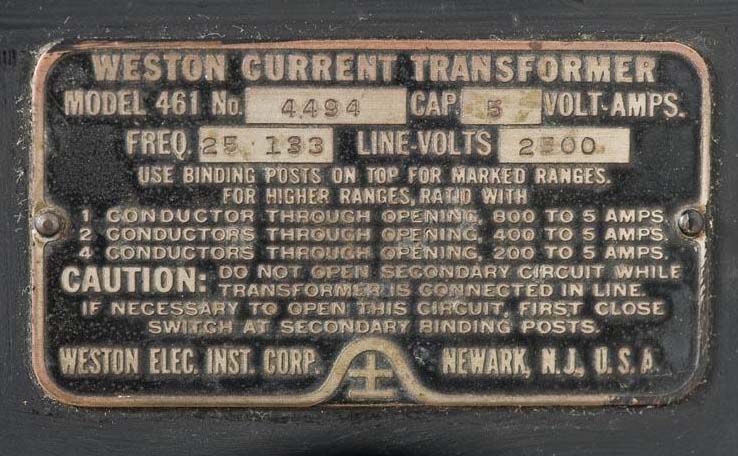 WESTON CURRENT TRANSFORMER
MODEL 461 No. 4494 CAP 5 VOLT-AMPS.
FREQ. 25 133 LINE-VOLTS 2500
USE BINDING POSTS ON TOP FOR MARKED RANGES.
FOR HIGHER RANGES, RATIO WITH
1 CONDUCTOR THROUGH OPENING, 800 TO 5 AMPS.
2 CONDUCTORS THROUGH OPENING, 400 TO 5 AMPS.
4 CONDUCTORS THROUGH OPENING, 200 TO 5 AMPS.
CAUTION: DO NOT OPEN SECONDARY CIRCUIT WHILE
TRANSFORMER IS CONNECTED IN LINE.
IF NECESSARY TO OPEN THIS CIRCUIT, FIRST CLOSE
SWITCH AT SECONDARY BINDING POSTS.
WESTON ELEC. INST. CORP. NEWARK, N.J., U.S.A.